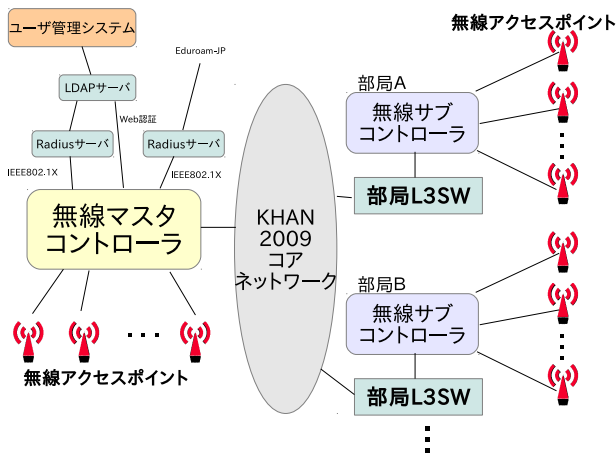 ユーザ管理システム
Eduroam-JP
LDAPサーバ
Web認証
Radiusサーバ
Radiusサーバ
IEEE802.1X
IEEE802.1X
無線マスタ
コントローラ
無線アクセスポイント
KHAN
2009
コア
ネットワーク
無線アクセスポイント
部局A
無線サブ
コントローラ
部局L3SW
部局B
無線サブ
コントローラ
部局L3SW